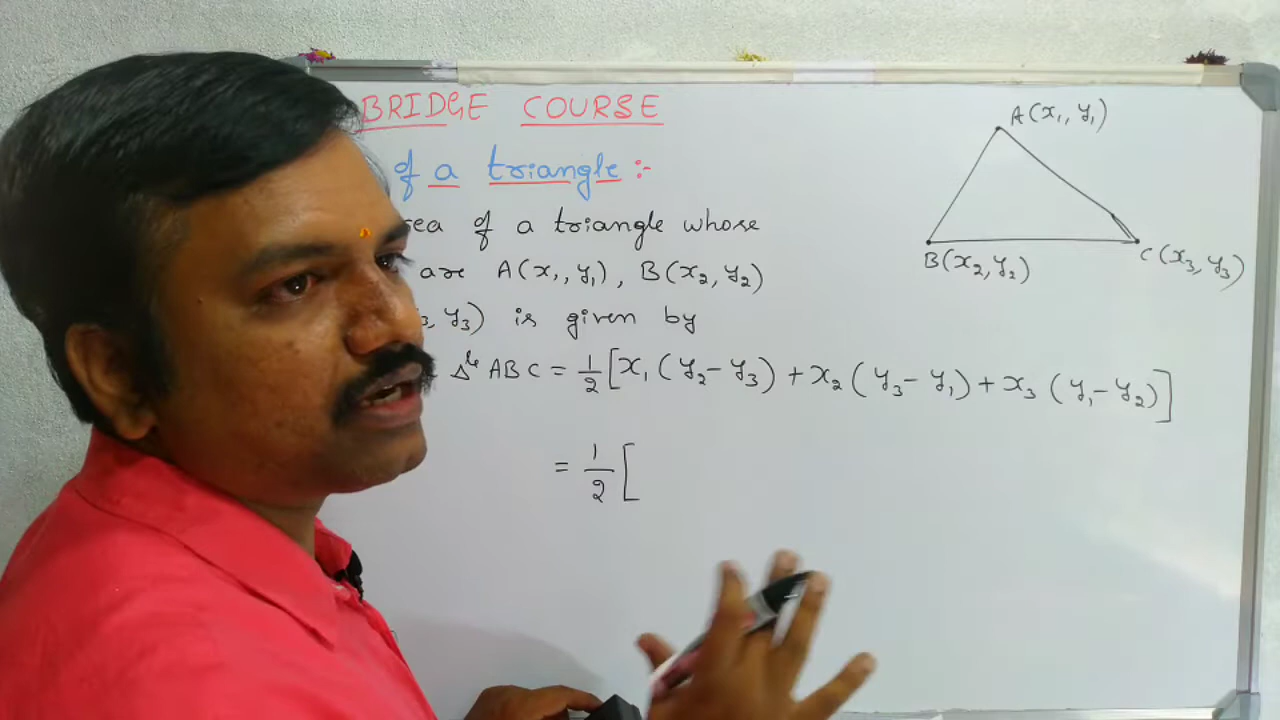 BRIDGE COURSE
of a triangle :-
of a triangle whose
are A(x₁, y₁), B(x₂, y₂)
y₃) is given by
Δˡᵉ ABC = 1/2 [x₁(y₂ - y₃) + x₂(y₃ - y₁) + x₃(y₁ - y₂)]
= 1/2 [
A(x₁, y₁)
B(x₂, y₂)
C(x₃, y₃)